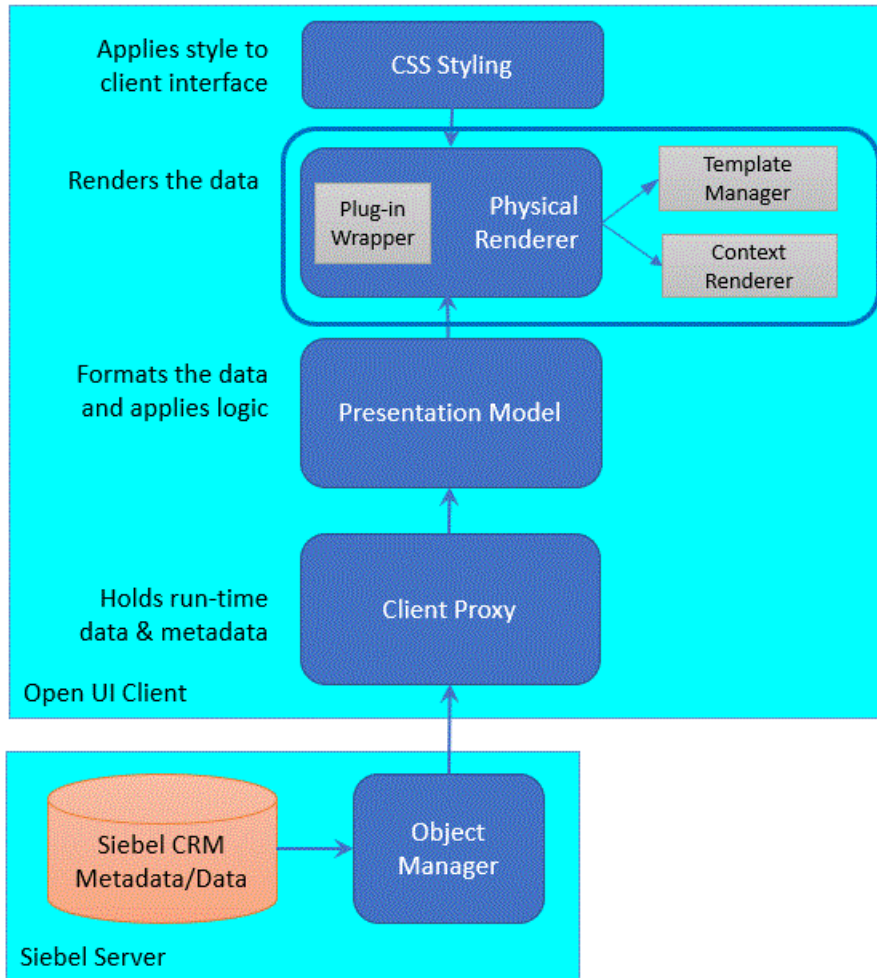 Applies style to
client interface
CSS Styling
Renders the data
Plug-in
Wrapper
Physical
Renderer
Template
Manager
Context
Renderer
Formats the data
and applies logic
Presentation Model
Holds run-time
data & metadata
Client Proxy
Open UI Client
Siebel CRM
Metadata/Data
Object
Manager
Siebel Server